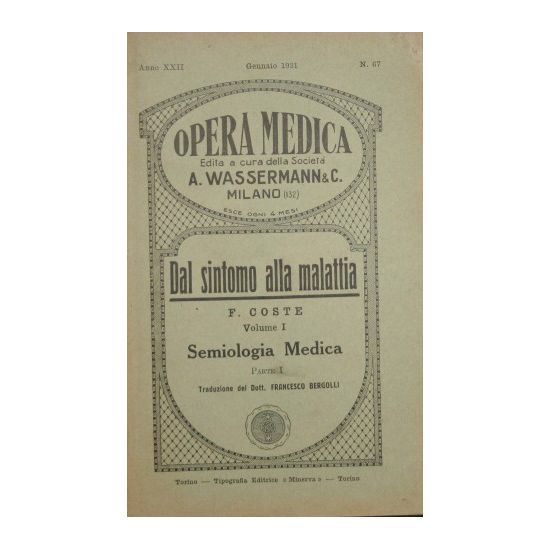 Anno XXII Gennaio 1931 N. 67
OPERA MEDICA
Edita a cura della Società
A. WASSERMANN & C.
MILANO (132)
ESCE OGNI 4 MESI
Dal sintomo alla malattia
F. COSTE
Volume I
Semiologia Medica
PARTE I
Traduzione del Dott. FRANCESCO BERGOLLI
Torino — Tipografia Editrice « Minerva » — Torino